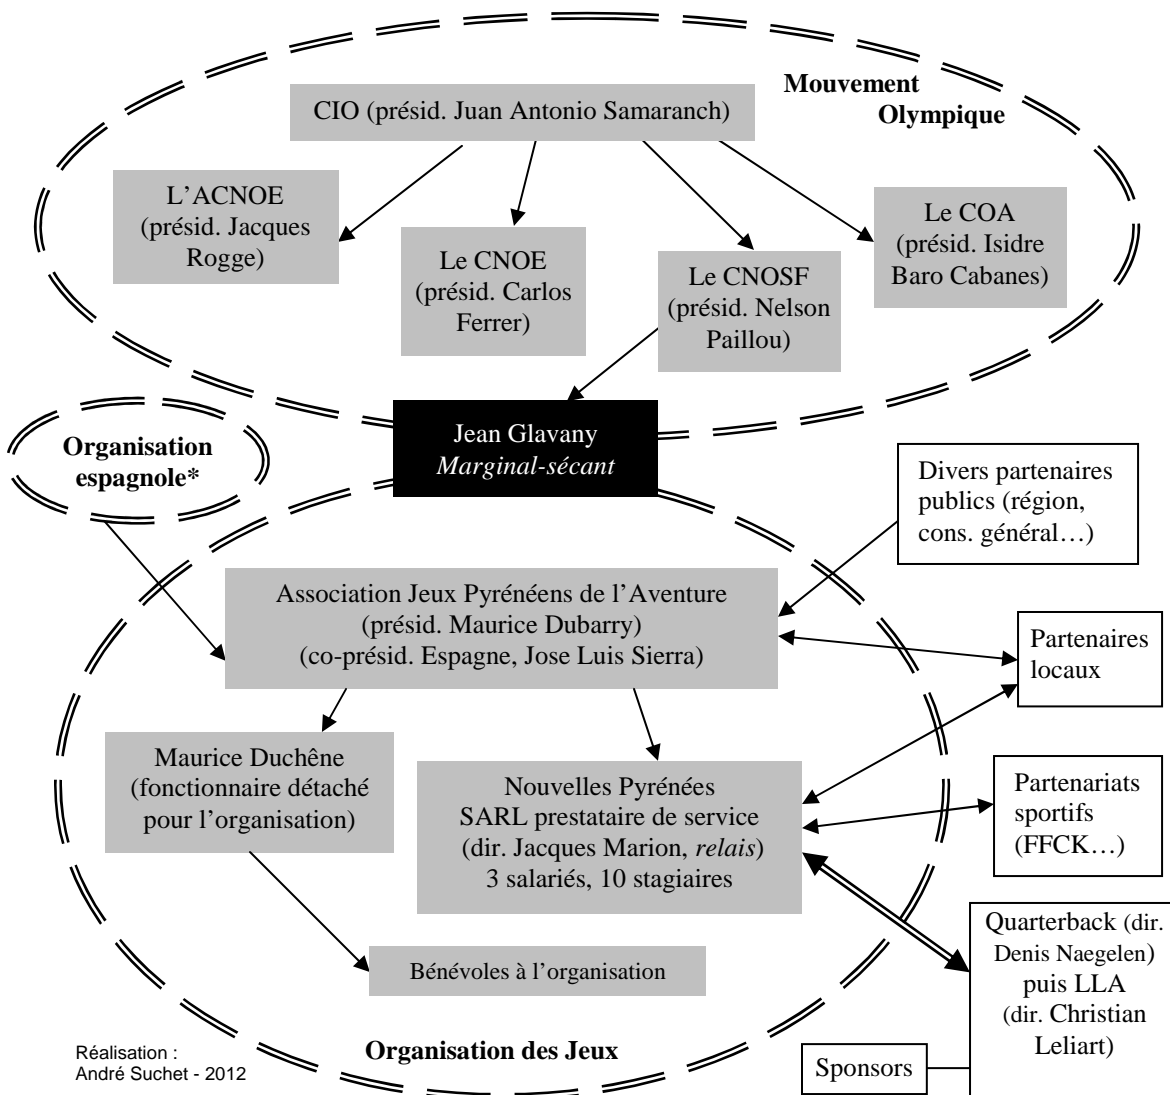 Mouvement
Olympique
CIO (présid. Juan Antonio Samaranch)
L’ACNOE
(présid. Jacques
Rogge)
Le CNOE
(présid. Carlos
Ferrer)
Le CNOSF
(présid. Nelson
Paillou)
Le COA
(présid. Isidre
Baro Cabanes)
Jean Glavany
Marginal-sécant
Organisation
espagnole*
Divers partenaires
publics (région,
cons. général…)
Association Jeux Pyrénéens de l’Aventure
(présid. Maurice Dubarry)
(co-présid. Espagne, Jose Luis Sierra)
Partenaires
locaux
Maurice Duchêne
(fonctionnaire détaché
pour l’organisation)
Nouvelles Pyrénées
SARL prestataire de service
(dir. Jacques Marion, relais)
3 salariés, 10 stagiaires
Partenariats
sportifs
(FFCK…)
Bénévoles à l’organisation
Quarterback (dir.
Denis Naegelen)
puis LLA
(dir. Christian
Leliart)
Sponsors
Organisation des Jeux
Réalisation :
André Suchet - 2012